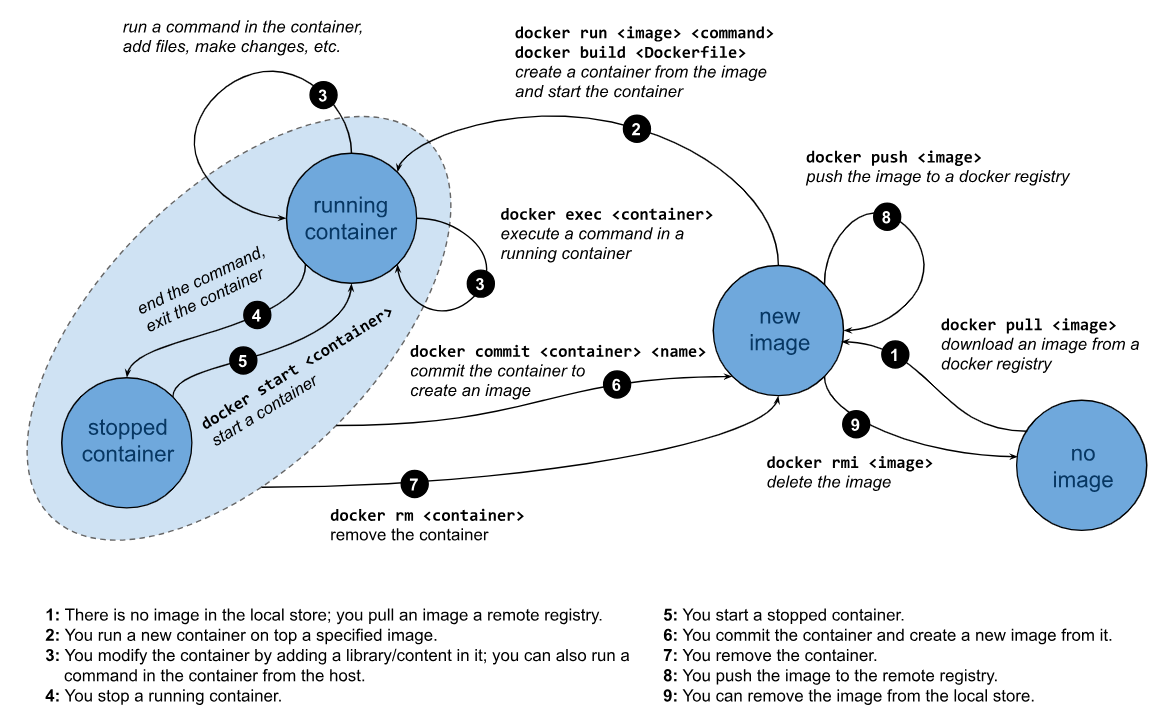 run a command in the container,
add files, make changes, etc.
3
docker run <image> <command>
docker build <Dockerfile>
create a container from the image
and start the container
2
docker push <image>
push the image to a docker registry
8
running
container
docker exec <container>
execute a command in a
running container
3
end the command,
exit the container
4
5
docker start <container>
start a container
new
image
docker pull <image>
download an image from a
docker registry
1
docker commit <container> <name>
commit the container to
create an image
6
stopped
container
9
docker rmi <image>
delete the image
no
image
7
docker rm <container>
remove the container
1: There is no image in the local store; you pull an image a remote registry.
2: You run a new container on top a specified image.
3: You modify the container by adding a library/content in it; you can also run a
command in the container from the host.
4: You stop a running container.
5: You start a stopped container.
6: You commit the container and create a new image from it.
7: You remove the container.
8: You push the image to the remote registry.
9: You can remove the image from the local store.